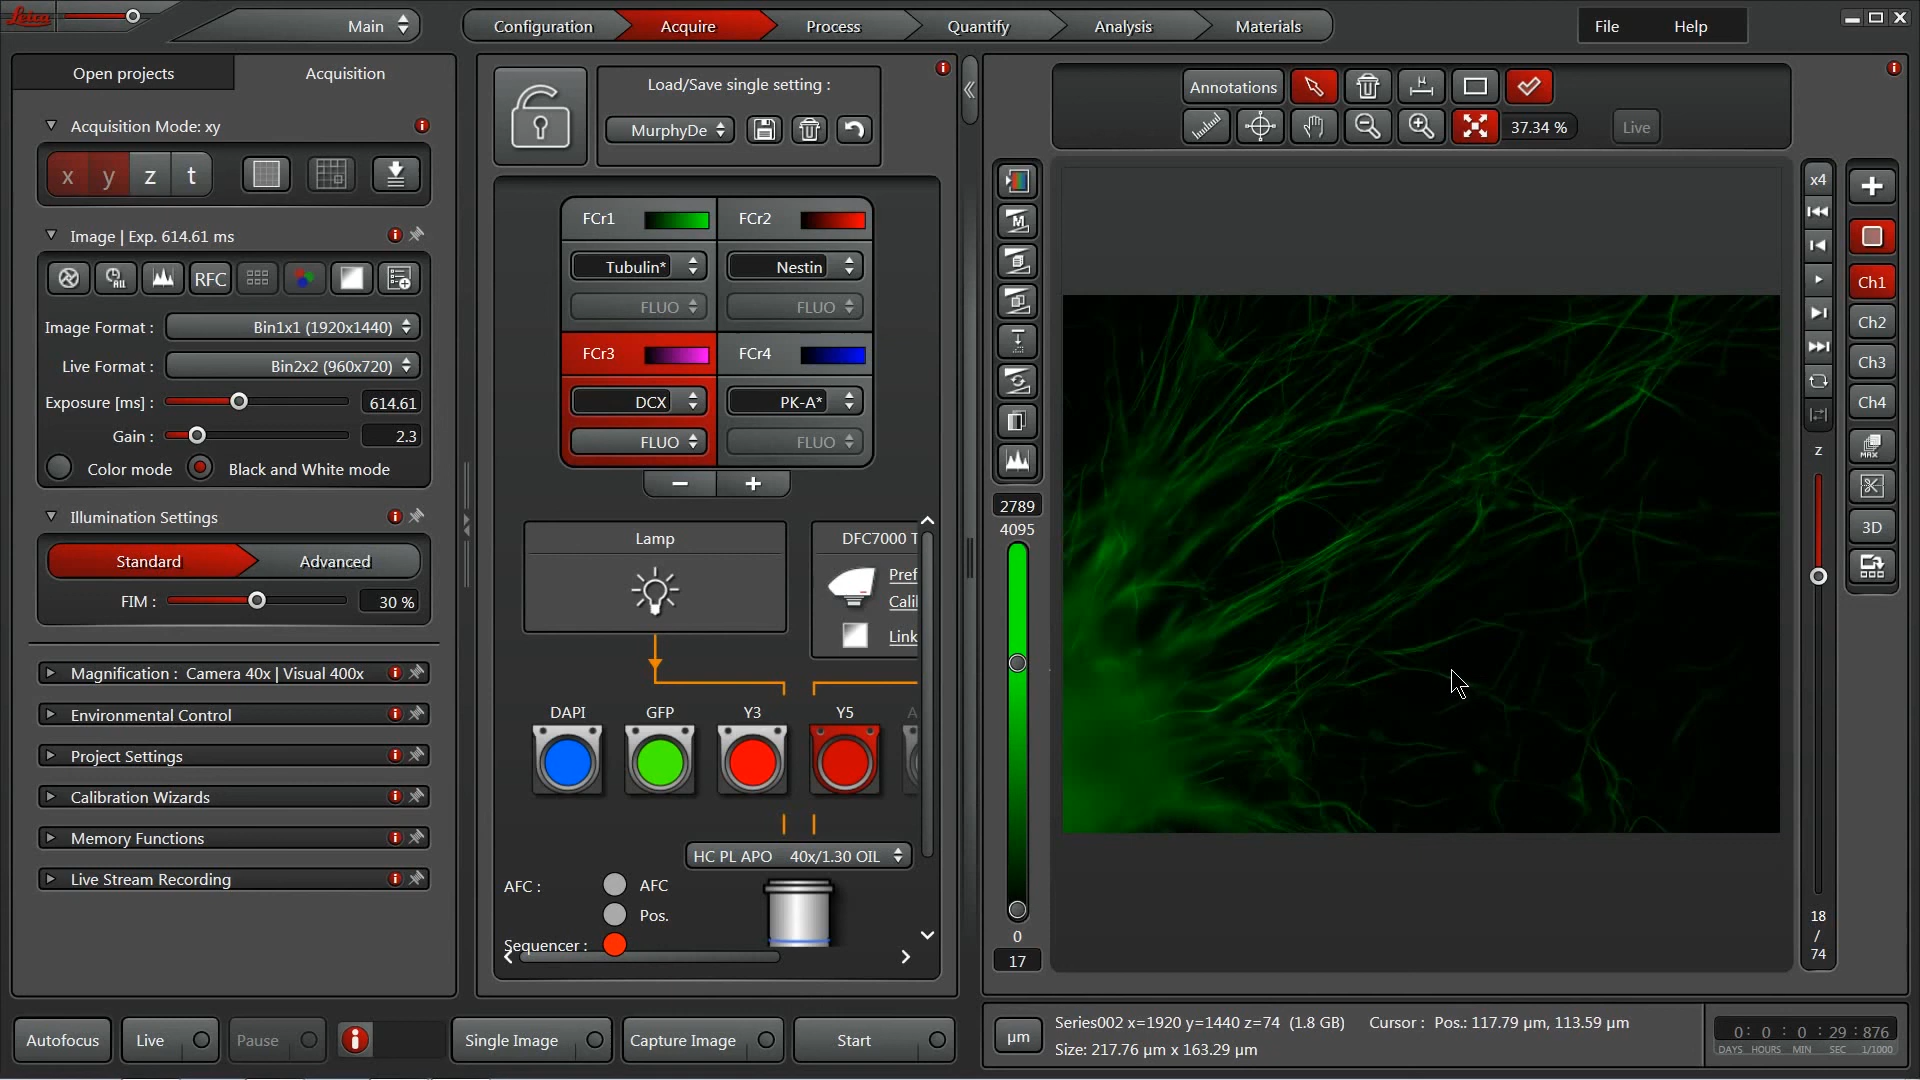 Leica
Main
Configuration
Acquire
Process
Quantify
Analysis
Materials
File
Help
Open projects
Acquisition
Acquisition Mode: xy
x y z t
Image | Exp. 614.61 ms
ALL
RFC
Image Format : Bin1x1 (1920x1440)
Live Format : Bin2x2 (960x720)
Exposure [ms] : 614.61
Gain : 2.3
Color mode
Black and White mode
Illumination Settings
Standard
Advanced
FIM : 30 %
Magnification : Camera 40x | Visual 400x
Environmental Control
Project Settings
Calibration Wizards
Memory Functions
Live Stream Recording
Load/Save single setting :
MurphyDe
FCr1
FCr2
Tubulin*
Nestin
FLUO
FLUO
FCr3
FCr4
DCX
PK-A*
FLUO
FLUO
Lamp
DFC7000 T
Pref
Cali
Link
DAPI
GFP
Y3
Y5
A
HC PL APO 40x/1.30 OIL
AFC :
AFC
Pos.
Sequencer :
Annotations
37.34 %
Live
M
2789
4095
0
17
x4
z
18
/
74
Ch1
Ch2
Ch3
Ch4
MAX
3D
Autofocus
Live
Pause
Single Image
Capture Image
Start
µm
Series002 x=1920 y=1440 z=74 (1.8 GB) Cursor : Pos.: 117.79 µm, 113.59 µm
Size: 217.76 µm x 163.29 µm
0: 0 : 0 : 29 : 876
DAYS HOURS MIN SEC 1/1000